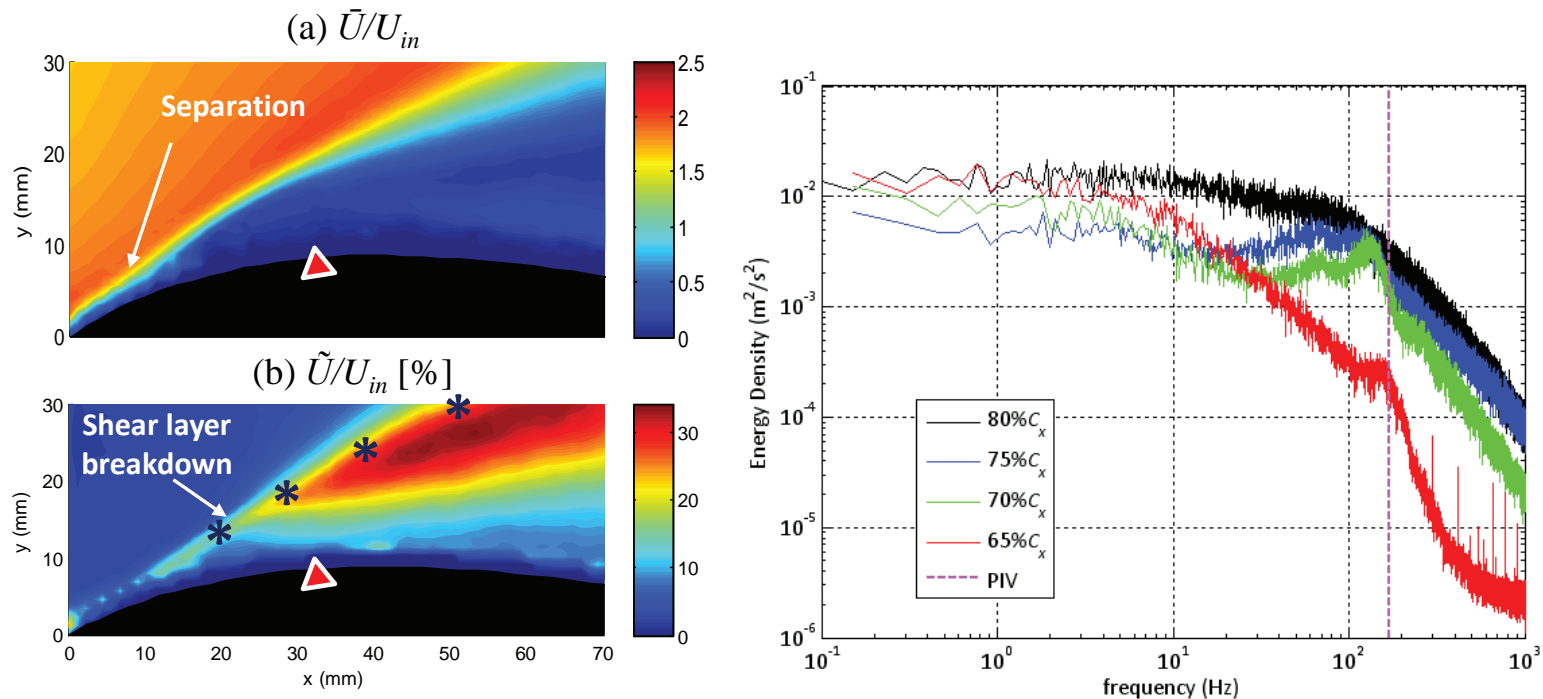 (a) Ū/U_in
30
20
10
0
y (mm)
Separation
2.5
2
1.5
1
0.5
0
(b) Ũ/U_in [%]
30
20
10
0
y (mm)
Shear layer
breakdown
*
*
*
*
30
20
10
0
0 10 20 30 40 50 60 70
x (mm)
10^-1
10^-2
10^-3
10^-4
10^-5
10^-6
Energy Density (m²/s²)
80%C_x
75%C_x
70%C_x
65%C_x
PIV
10^-1 10^0 10^1 10^2 10^3
frequency (Hz)